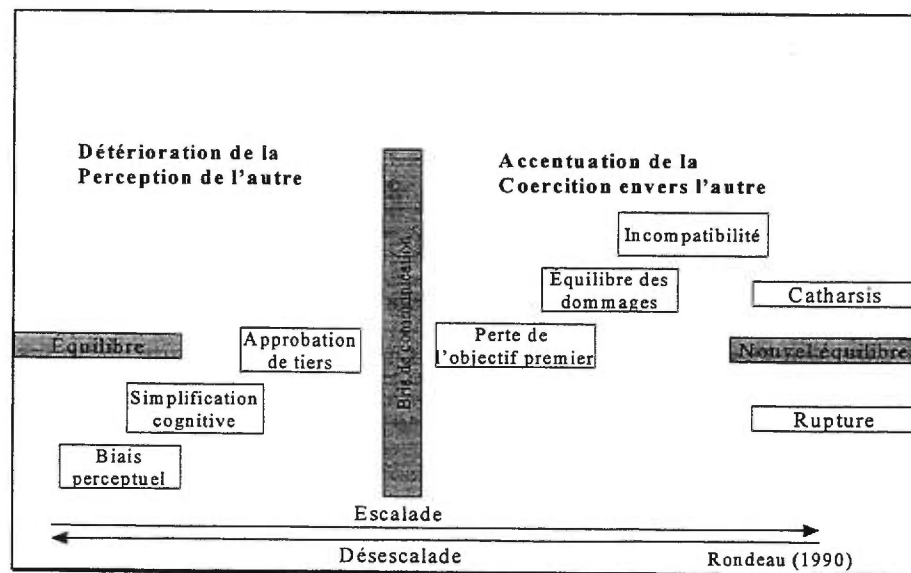 Détérioration de la
Perception de l'autre
Accentuation de la
Coercition envers l'autre
Incompatibilité
Équilibre des
dommages
Catharsis
Équilibre
Approbation
de tiers
Bris de communication
Perte de
l'objectif premier
Nouvel équilibre
Simplification
cognitive
Rupture
Biais
perceptuel
Escalade
Désescalade
Rondeau (1990)